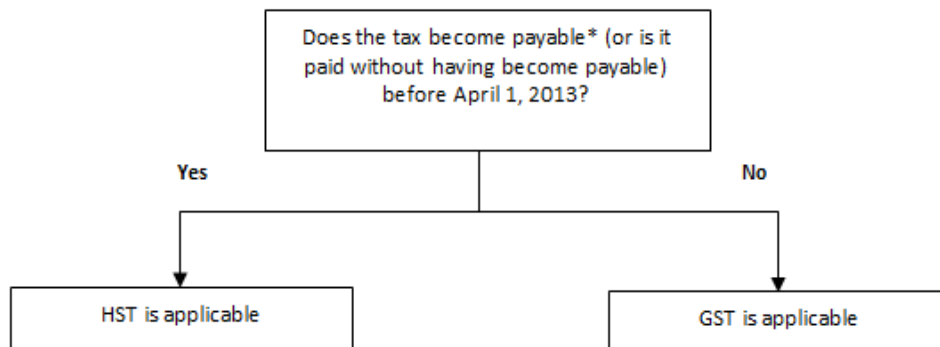 Does the tax become payable* (or is it
paid without having become payable)
before April 1, 2013?
Yes
No
HST is applicable
GST is applicable